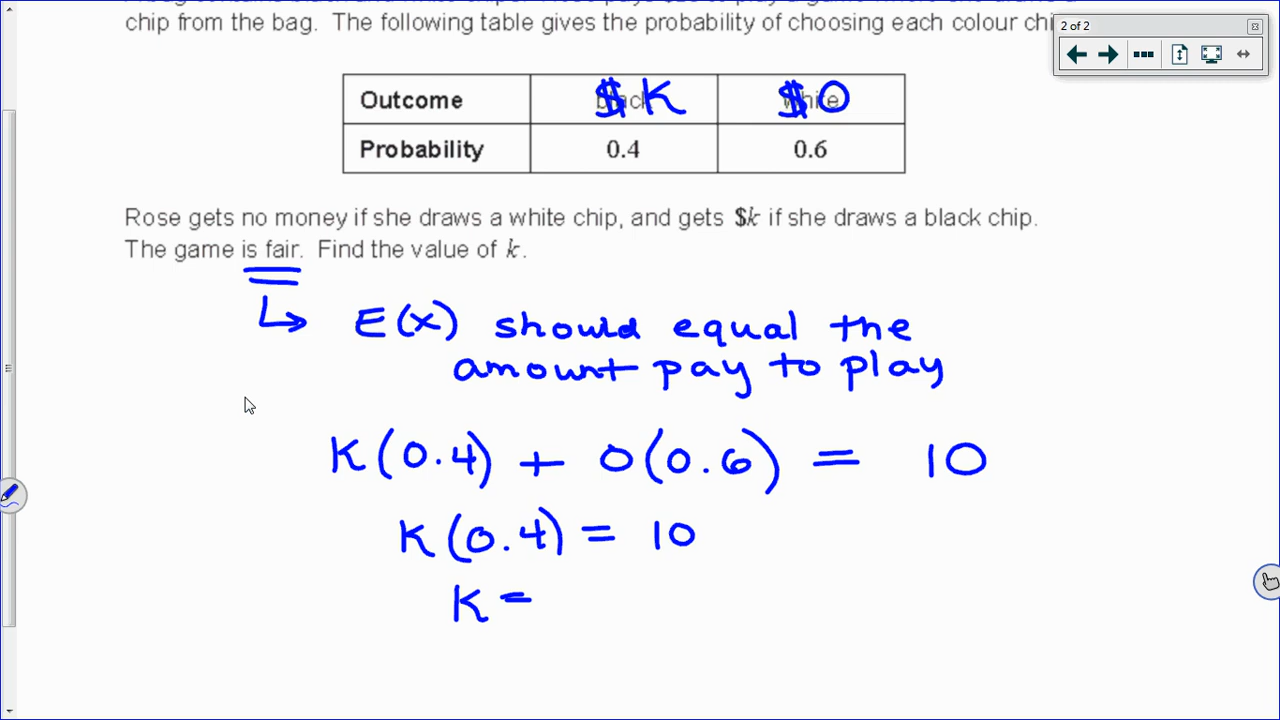 chip from the bag. The following table gives the probability of choosing each colour chi
2 of 2
Outcome $K $0
Probability 0.4 0.6
Rose gets no money if she draws a white chip, and gets $k if she draws a black chip.
The game is fair. Find the value of k.
E(x) should equal the
amount pay to play
K(0.4) + 0(0.6) = 10
K(0.4) = 10
K =